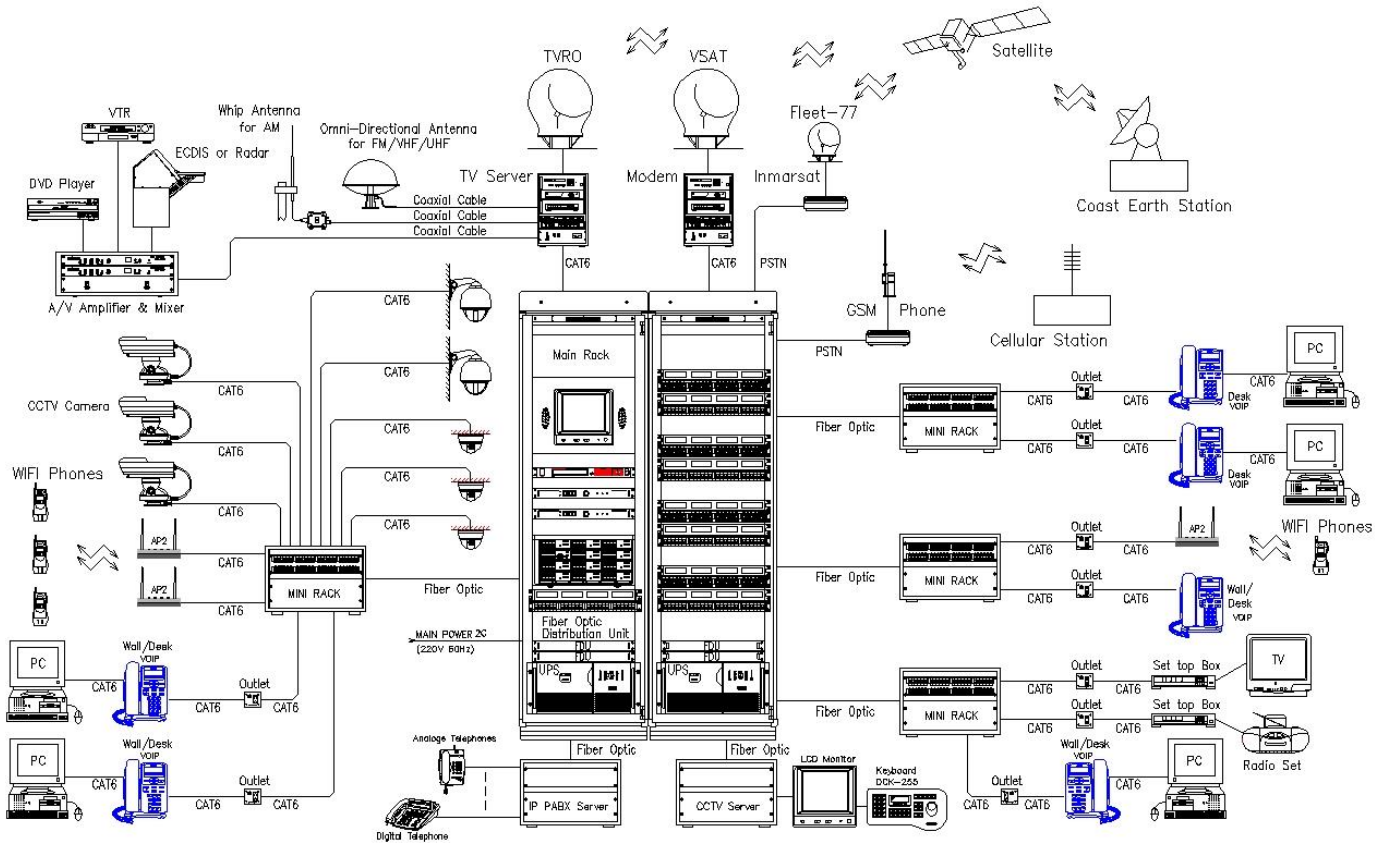 TVRO
VSAT
Satellite
Fleet-77
VTR
Whip Antenna
for AM
Omni-Directional Antenna
for FM/VHF/UHF
ECDIS or Radar
DVD Player
TV Server
Modem
Inmarsat
Coaxial Cable
Coaxial Cable
Coaxial Cable
Coast Earth Station
CAT6
CAT6
PSTN
A/V Amplifier & Mixer
CAT6
GSM Phone
Cellular Station
PSTN
Main Rack
CAT6
CAT6
CCTV Camera
CAT6
CAT6
CAT6
CAT6
CAT6
WIFI Phones
AP2
CAT6
AP2
CAT6
MINI RACK
Fiber Optic
Outlet
CAT6
CAT6
Desk
VOIP
CAT6
PC
Fiber Optic
MINI RACK
Outlet
CAT6
CAT6
Desk
VOIP
CAT6
PC
Outlet
CAT6
CAT6
AP2
WIFI Phones
Fiber Optic
MINI RACK
Outlet
CAT6
CAT6
Wall/
Desk
VOIP
Fiber Optic
Distribution Unit
FDU
FDU
UPS
UPS
MAIN POWER 2C
(220V 60Hz)
PC
CAT6
Wall/Desk
VOIP
CAT6
Outlet
CAT6
PC
CAT6
Wall/Desk
VOIP
CAT6
Outlet
CAT6
Fiber Optic
MINI RACK
Outlet
CAT6
CAT6
Set top Box
TV
Outlet
CAT6
CAT6
Set top Box
Radio Set
CAT6
Outlet
CAT6
Wall/Desk
VOIP
CAT6
PC
Analoge Telephones
Digital Telephone
Fiber Optic
IP PABX Server
Fiber Optic
CCTV Server
LCD Monitor
Keyboard
DCK-255